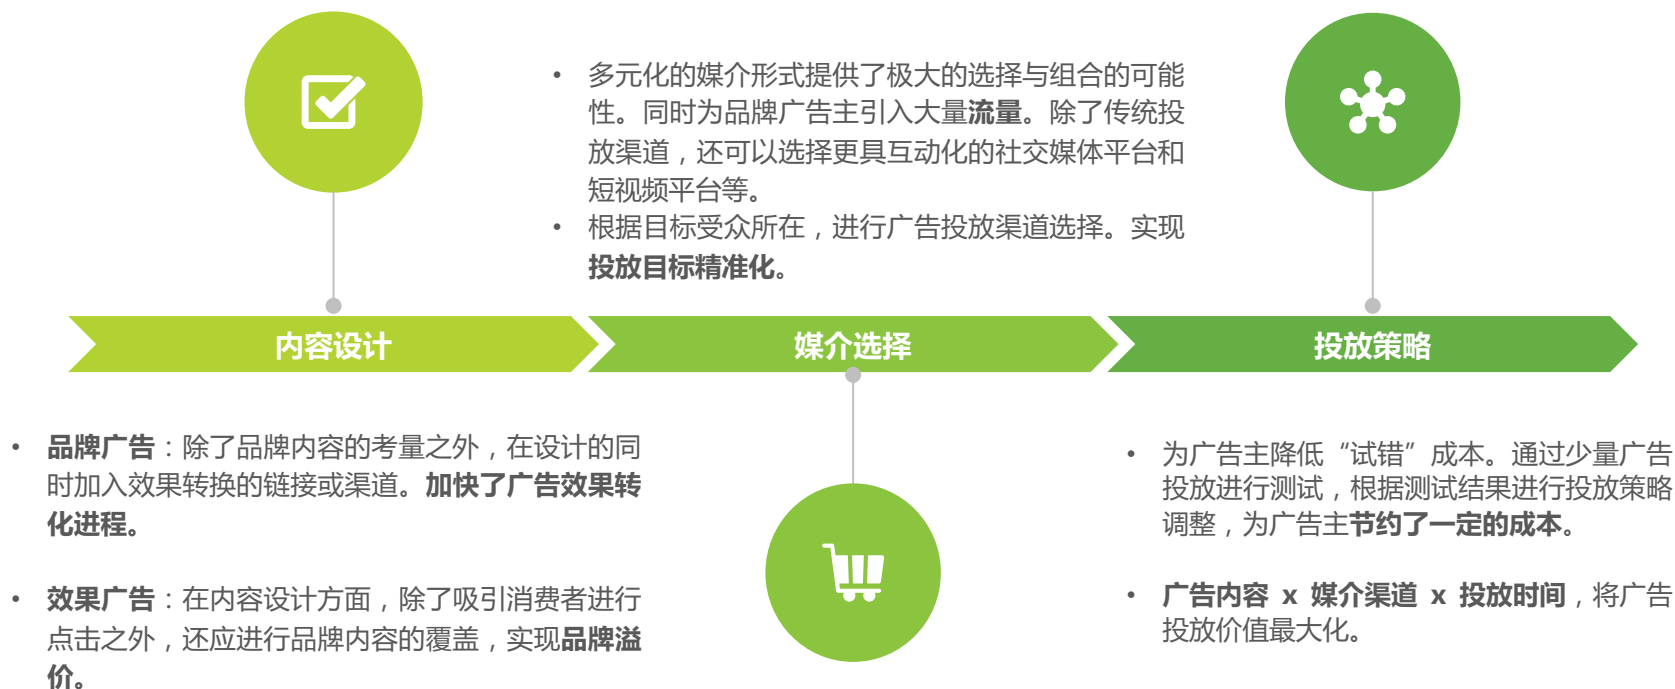 • 多元化的媒介形式提供了极大的选择与组合的可能
性。同时为品牌广告主引入大量流量。除了传统投
放渠道，还可以选择更具互动化的社交媒体平台和
短视频平台等。
• 根据目标受众所在，进行广告投放渠道选择。实现
投放目标精准化。
内容设计
媒介选择
投放策略
• 品牌广告：除了品牌内容的考量之外，在设计的同
时加入效果转换的链接或渠道。加快了广告效果转
化进程。
• 效果广告：在内容设计方面，除了吸引消费者进行
点击之外，还应进行品牌内容的覆盖，实现品牌溢
价。
• 为广告主降低“试错”成本。通过少量广告
投放进行测试，根据测试结果进行投放策略
调整，为广告主节约了一定的成本。
• 广告内容 x 媒介渠道 x 投放时间，将广告
投放价值最大化。